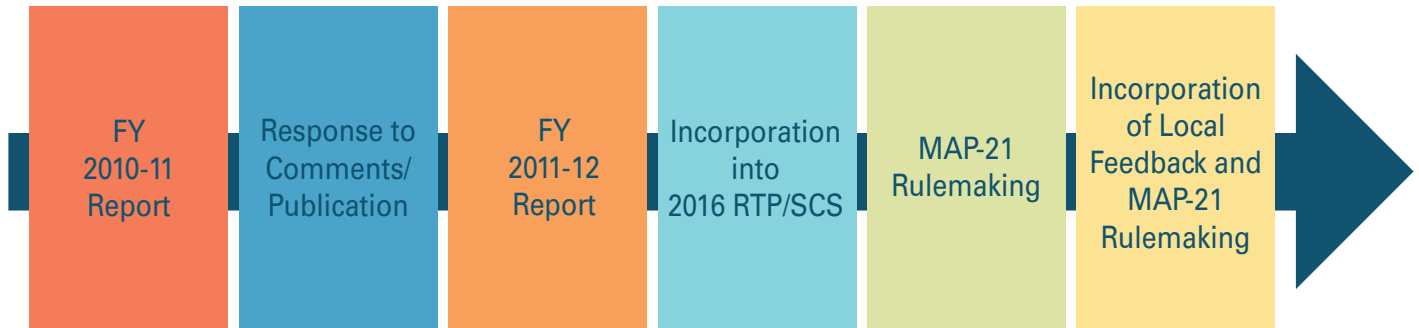 FY
2010-11
Report
Response to
Comments/
Publication
FY
2011-12
Report
Incorporation
into
2016 RTP/SCS
MAP-21
Rulemaking
Incorporation
of Local
Feedback and
MAP-21
Rulemaking